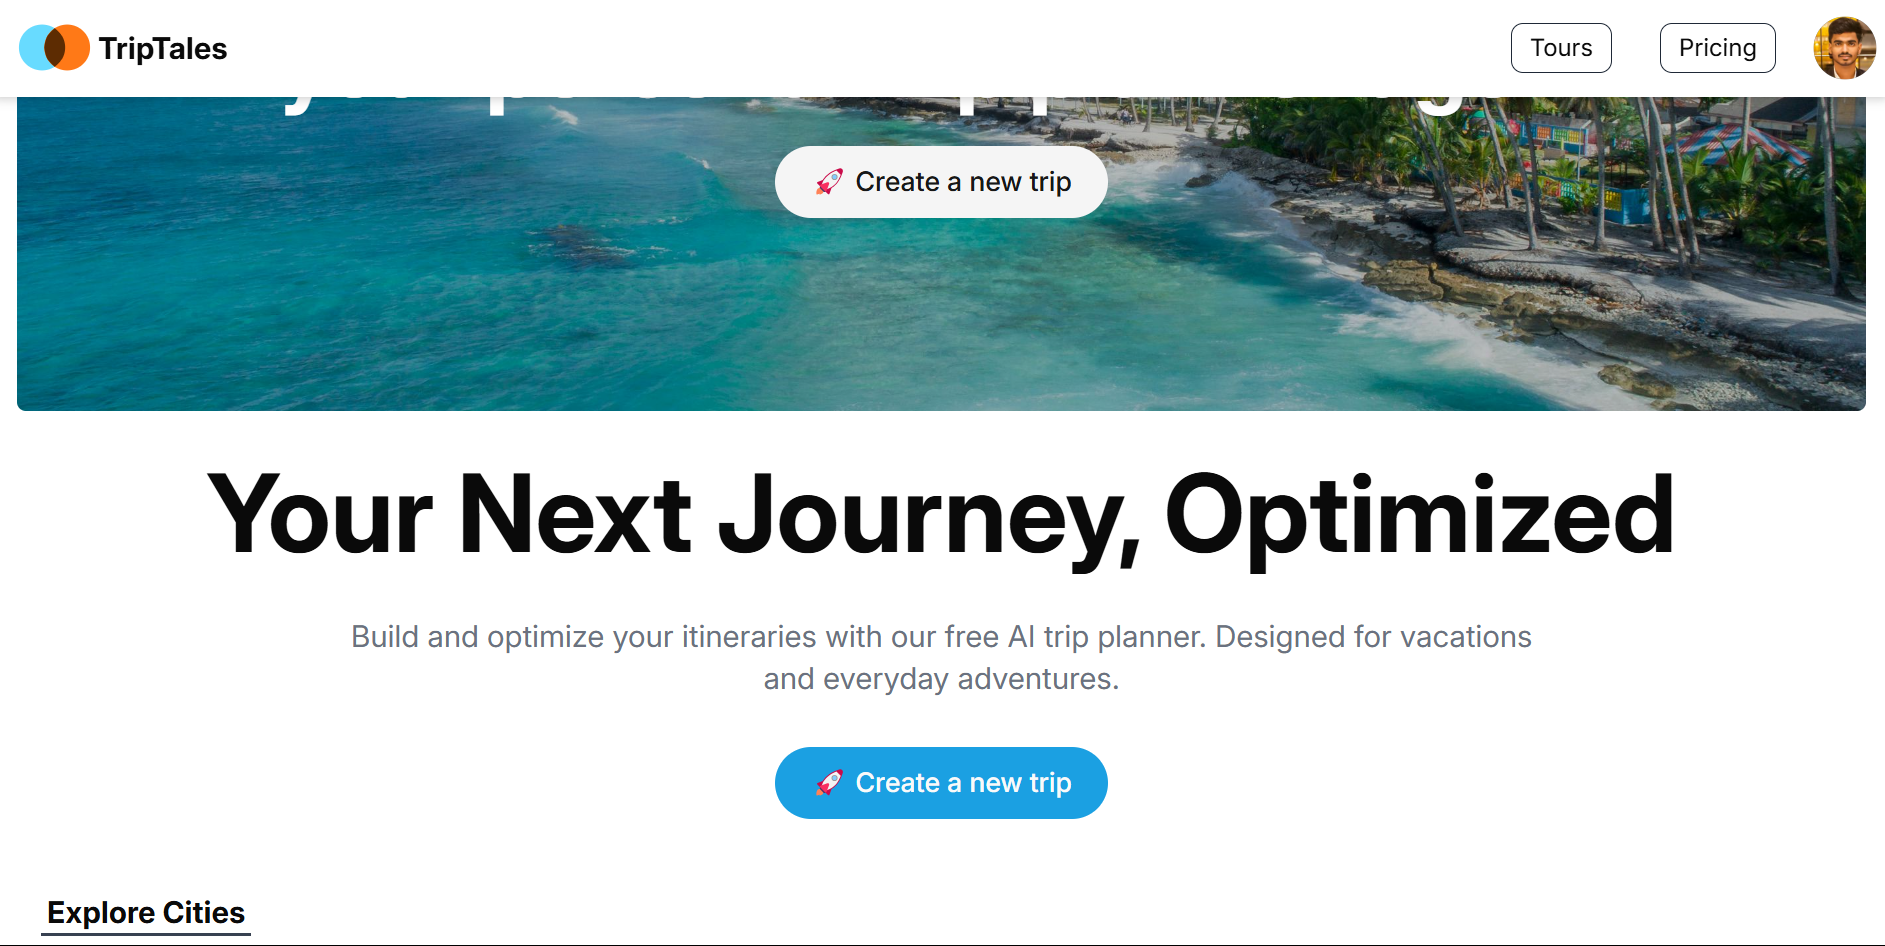 TripTales
Tours
Pricing
Create a new trip
Your Next Journey, Optimized
Build and optimize your itineraries with our free AI trip planner. Designed for vacations
and everyday adventures.
Create a new trip
Explore Cities